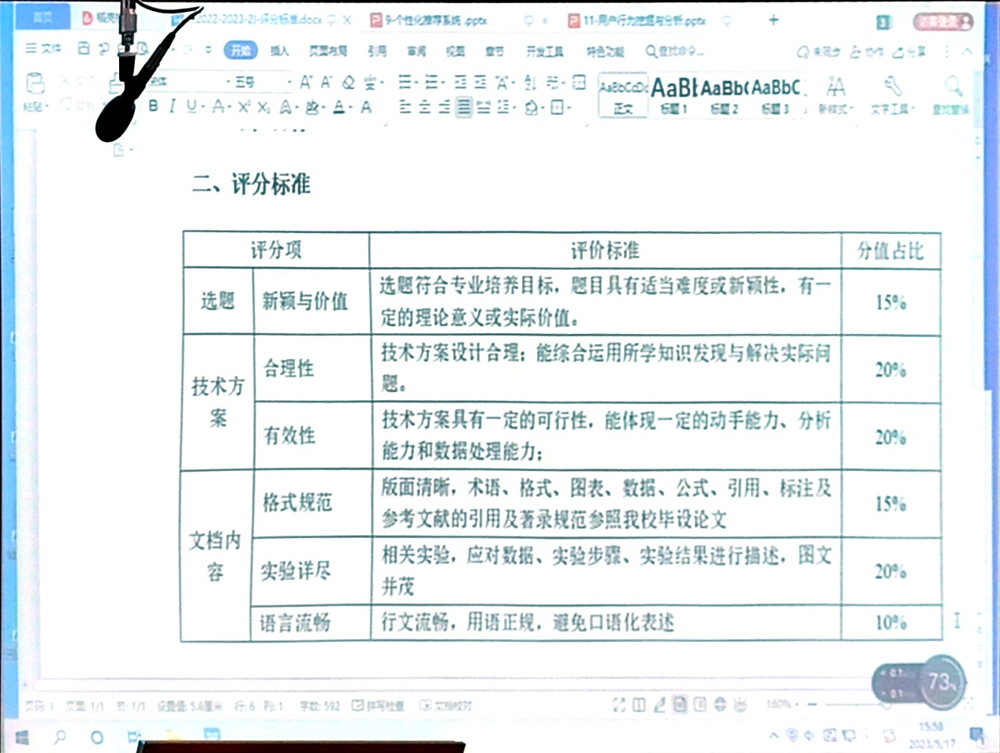 首页
(2022-2023-2)-评分标准.docx
9-个性化推荐系统.pptx
11-用户行为挖掘与分析.pptx
文件
开始
插入
页面布局
引用
审阅
视图
章节
开发工具
特色功能
查找命令...
未同步
协作
分享
粘贴
五号
AaBbCcDc
正文
AaBb
标题 1
AaBb(
标题 2
AaBbC
标题 3
新样式
文字工具
查找替换
二、评分标准
评分项 评价标准 分值占比
选题 新颖与价值 选题符合专业培养目标，题目具有适当难度或新颖性，有一
定的理论意义或实际价值。 15%
技术方
案
合理性 技术方案设计合理；能综合运用所学知识发现与解决实际问
题。 20%
有效性 技术方案具有一定的可行性，能体现一定的动手能力、分析
能力和数据处理能力； 20%
文档内
容
格式规范 版面清晰，术语、格式、图表、数据、公式、引用、标注及
参考文献的引用及著录规范参照我校毕设论文 15%
实验详尽 相关实验，应对数据、实验步骤、实验结果进行描述，图文
并茂 20%
语言流畅 行文流畅，用语正规，避免口语化表述 10%
73%
页码: 1 页面: 1/1 节: 1/1 设置值: 5.8厘米 行: 6 列: 1 字数: 592 拼写检查 文档校对
160%
15:58
2023/5/17